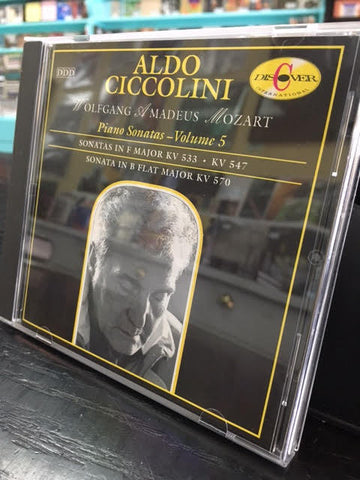 DDD
ALDO
CICCOLINI
DISCOVER
INTERNATIONAL
WOLFGANG AMADEUS MOZART
Piano Sonatas – Volume 5
SONATAS IN F MAJOR KV 533 · KV 547
SONATA IN B FLAT MAJOR KV 570